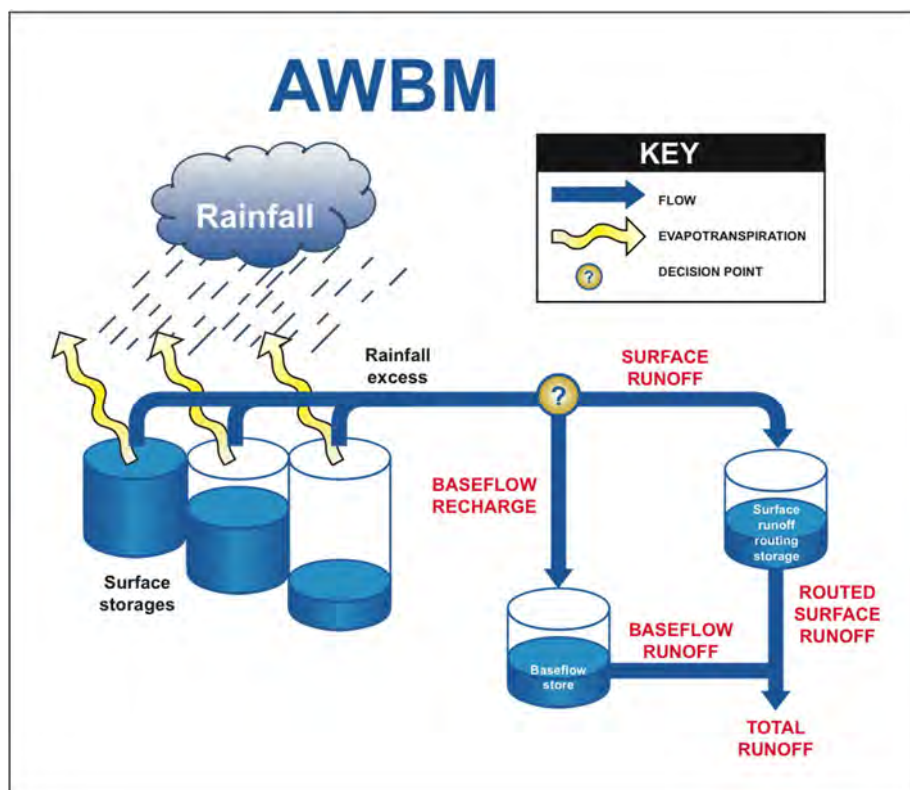 AWBM
Rainfall
KEY
FLOW
EVAPOTRANSPIRATION
?
DECISION POINT
Rainfall
excess
?
SURFACE
RUNOFF
BASEFLOW
RECHARGE
Surface
runoff
routing
storage
Surface
storages
ROUTED
SURFACE
RUNOFF
BASEFLOW
RUNOFF
Baseflow
store
TOTAL
RUNOFF